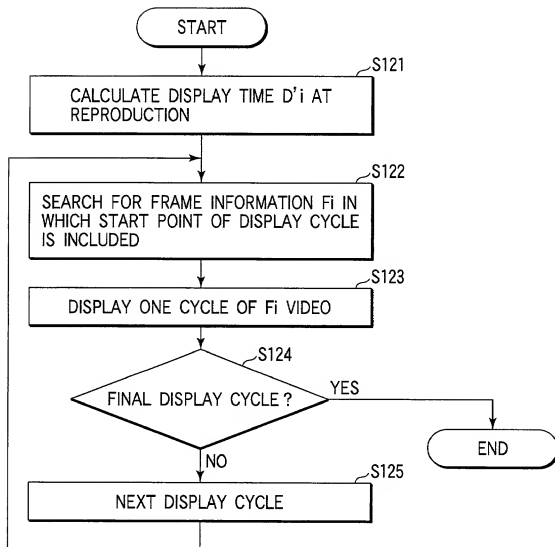 START
S121
CALCULATE DISPLAY TIME D'i AT
REPRODUCTION
S122
SEARCH FOR FRAME INFORMATION Fi IN
WHICH START POINT OF DISPLAY CYCLE
IS INCLUDED
S123
DISPLAY ONE CYCLE OF Fi VIDEO
S124
FINAL DISPLAY CYCLE?
YES
END
NO
S125
NEXT DISPLAY CYCLE